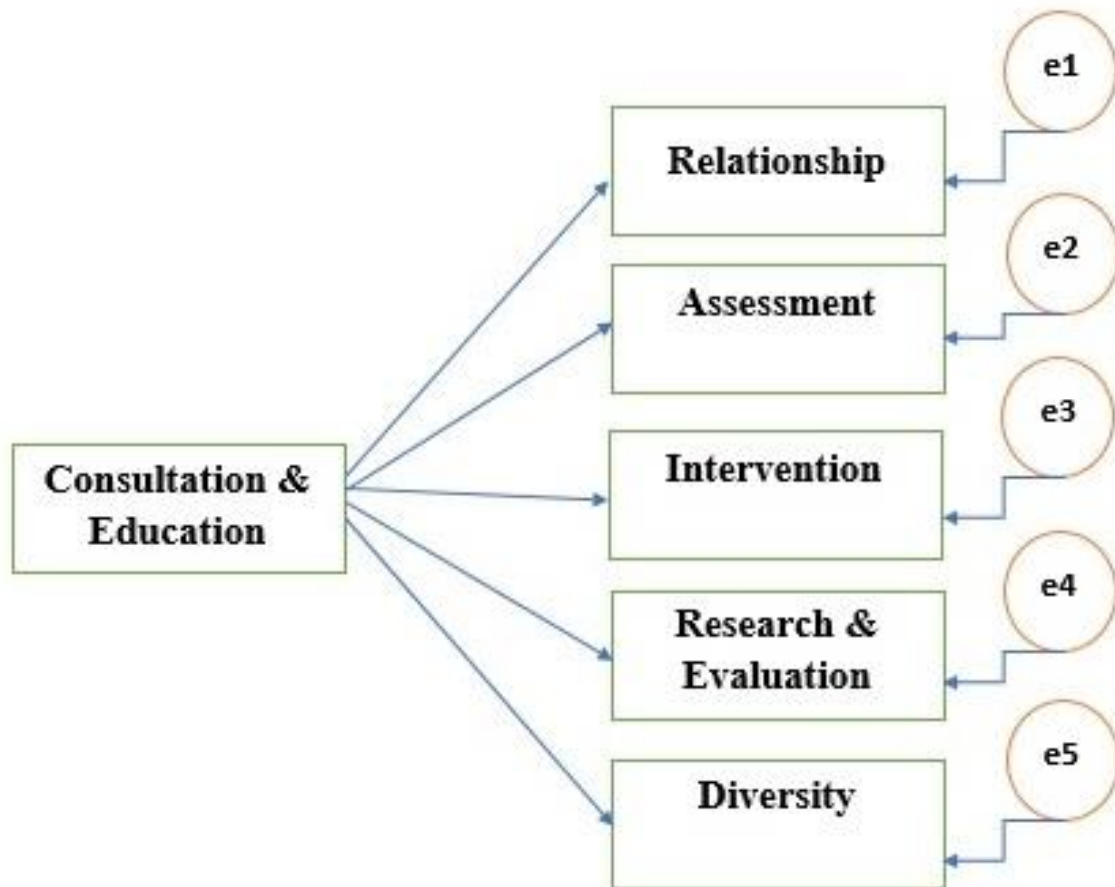 e1
Relationship
e2
Assessment
e3
Intervention
Consultation &
Education
e4
Research &
Evaluation
e5
Diversity